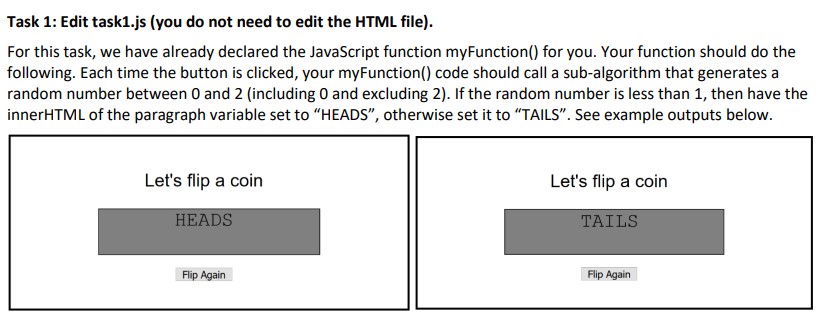 Task 1: Edit task1.js (you do not need to edit the HTML file).
For this task, we have already declared the JavaScript function myFunction() for you. Your function should do the
following. Each time the button is clicked, your myFunction() code should call a sub-algorithm that generates a
random number between 0 and 2 (including 0 and excluding 2). If the random number is less than 1, then have the
innerHTML of the paragraph variable set to “HEADS”, otherwise set it to “TAILS”. See example outputs below.
Let's flip a coin
HEADS
Flip Again
Let's flip a coin
TAILS
Flip Again